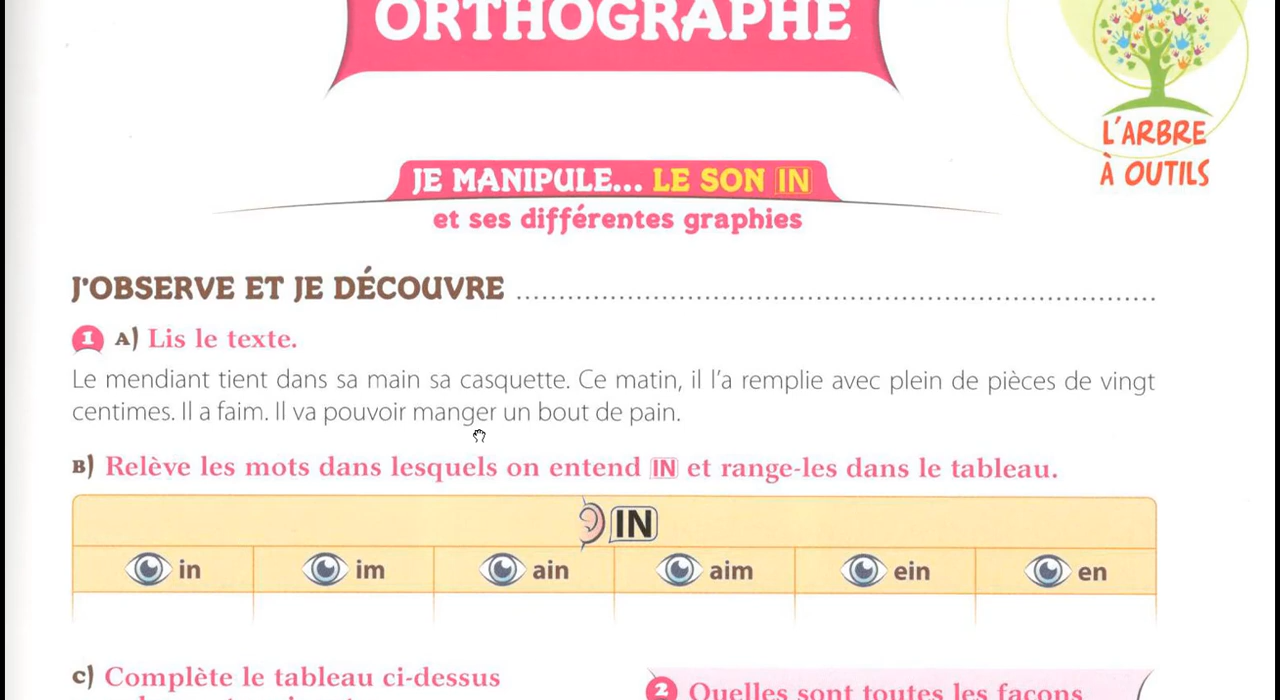 ORTHOGRAPHE
L'ARBRE
À OUTILS
JE MANIPULE... LE SON IN
et ses différentes graphies
J'OBSERVE ET JE DÉCOUVRE
1 A) Lis le texte.
Le mendiant tient dans sa main sa casquette. Ce matin, il l'a remplie avec plein de pièces de vingt
centimes. Il a faim. Il va pouvoir manger un bout de pain.
B) Relève les mots dans lesquels on entend IN et range-les dans le tableau.
IN
in im ain aim ein en
C) Complète le tableau ci-dessus
2 Quelles sont toutes les façons